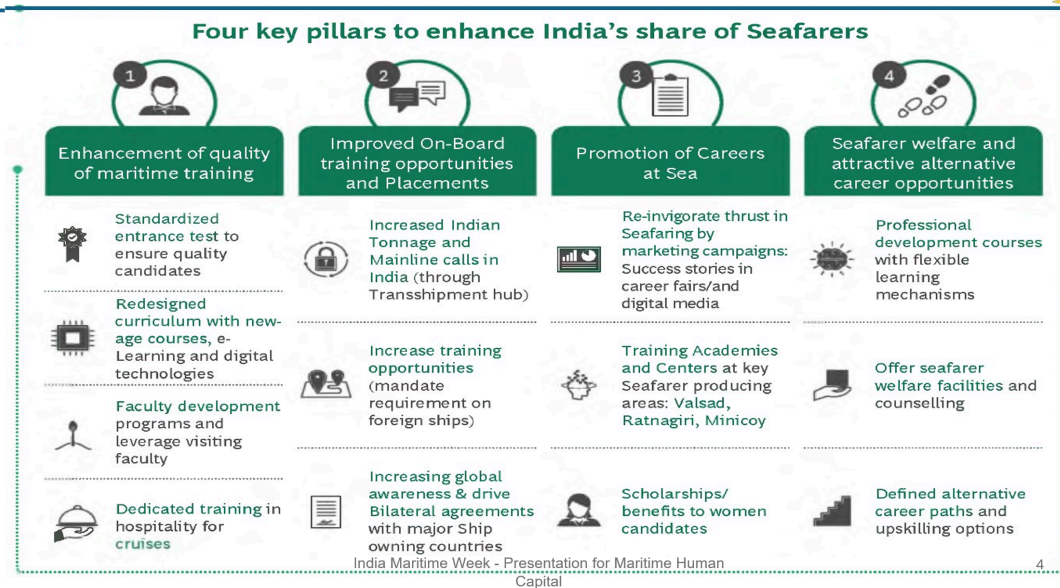 Four key pillars to enhance India's share of Seafarers
1
Enhancement of quality
of maritime training
Standardized
entrance test to
ensure quality
candidates
Redesigned
curriculum with new-
age courses, e-
Learning and digital
technologies
Faculty development
programs and
leverage visiting
faculty
Dedicated training in
hospitality for
cruises
2
Improved On-Board
training opportunities
and Placements
Increased Indian
Tonnage and
Mainline calls in
India (through
Transshipment hub)
Increase training
opportunities
(mandate
requirement on
foreign ships)
Increasing global
awareness & drive
Bilateral agreements
with major Ship
owning countries
3
Promotion of Careers
at Sea
Re-invigorate thrust in
Seafaring by
marketing campaigns:
Success stories in
career fairs/and
digital media
Training Academies
and Centers at key
Seafarer producing
areas: Valsad,
Ratnagiri, Minicoy
Scholarships/
benefits to women
candidates
4
Seafarer welfare and
attractive alternative
career opportunities
Professional
development courses
with flexible
learning
mechanisms
Offer seafarer
welfare facilities and
counselling
Defined alternative
career paths and
upskilling options
India Maritime Week - Presentation for Maritime Human
Capital
4